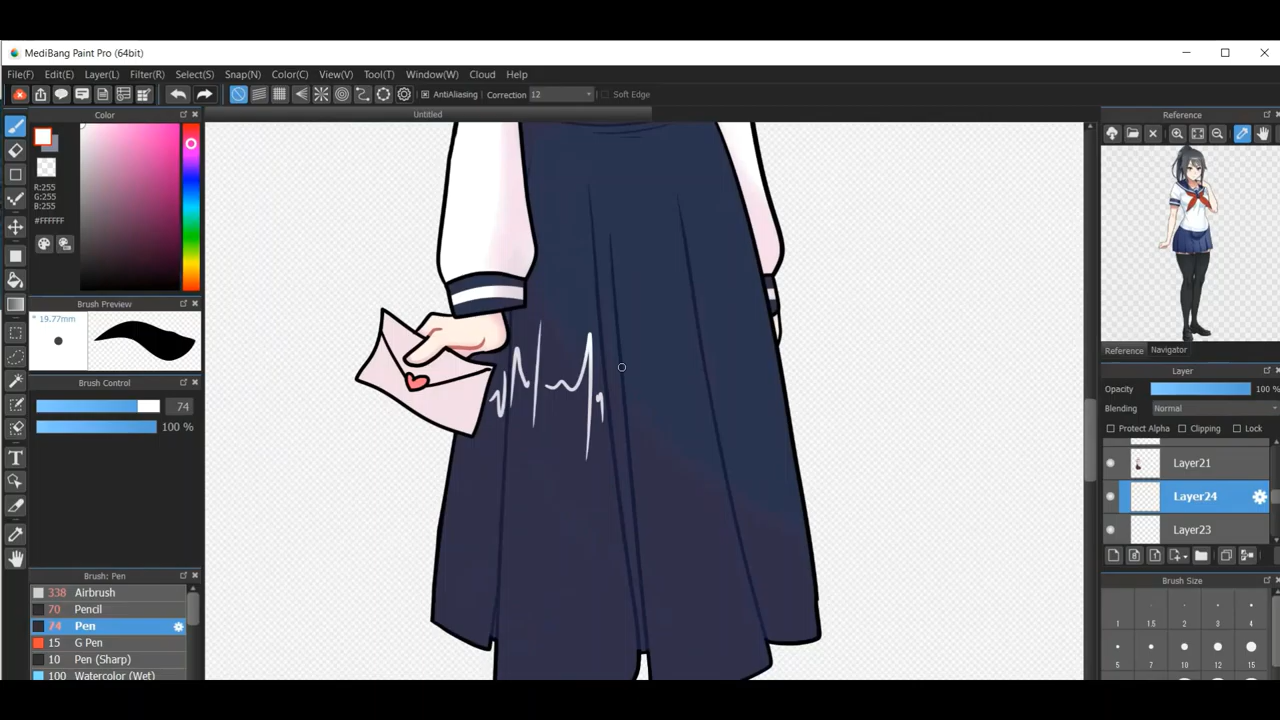 MediBang Paint Pro (64bit)
File(F) Edit(E) Layer(L) Filter(R) Select(S) Snap(N) Color(C) View(V) Tool(T) Window(W) Cloud Help
AntiAliasing Correction 12 Soft Edge
Color Untitled Reference
R:255
G:255
B:255
#FFFFFF
Brush Preview
* 19.77mm
Reference Navigator
Brush Control
Layer
Opacity 100 %
74
Blending Normal
100 %
Protect Alpha Clipping Lock
Layer21
Layer24
Layer23
Brush: Pen
Brush Size
338 Airbrush
70 Pencil
74 Pen
15 G Pen
10 Pen (Sharp)
100 Watercolor (Wet)
1 1.5 2 3 4
5 7 10 12 15